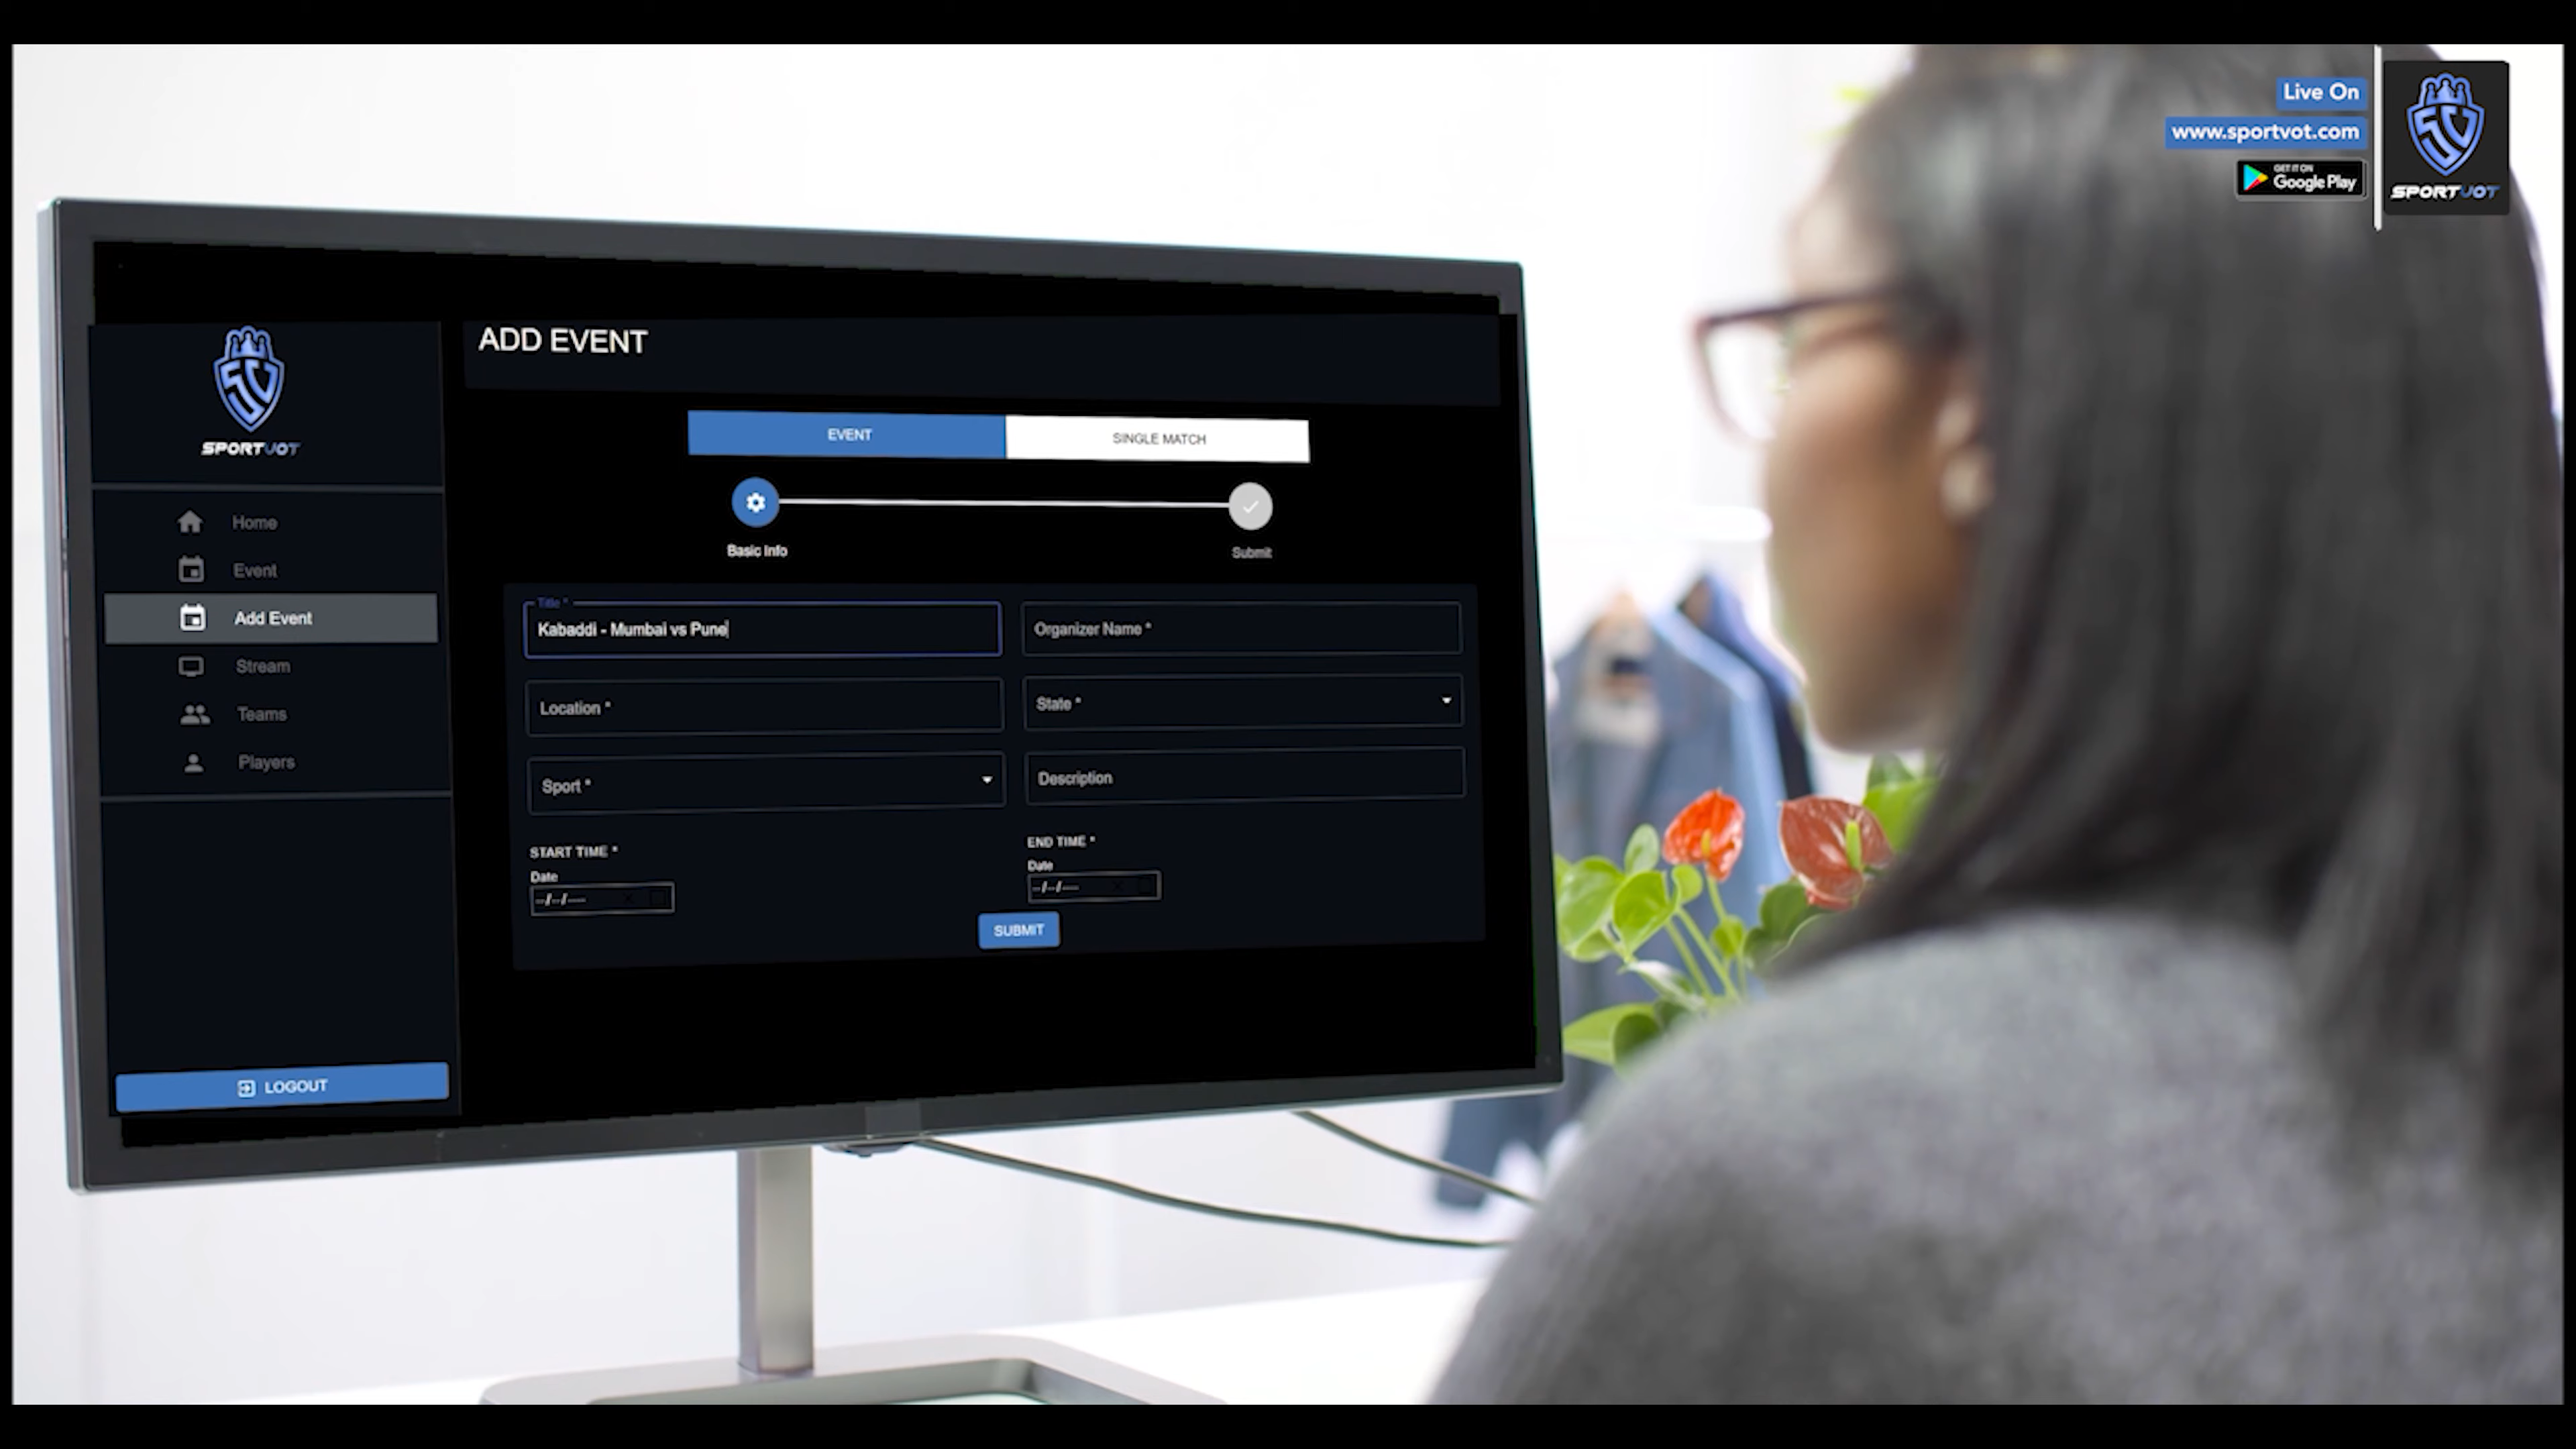 Live On
www.sportvot.com
GET IT ON
Google Play
SPORTVOT
SPORTVOT
Home
Event
Add Event
Stream
Teams
Players
LOGOUT
ADD EVENT
EVENT
SINGLE MATCH
Basic Info
Submit
Title *
Kabaddi - Mumbai vs Pune
Organizer Name *
Location *
State *
Sport *
Description
START TIME *
Date
--/--/----
END TIME *
Date
--/--/----
SUBMIT